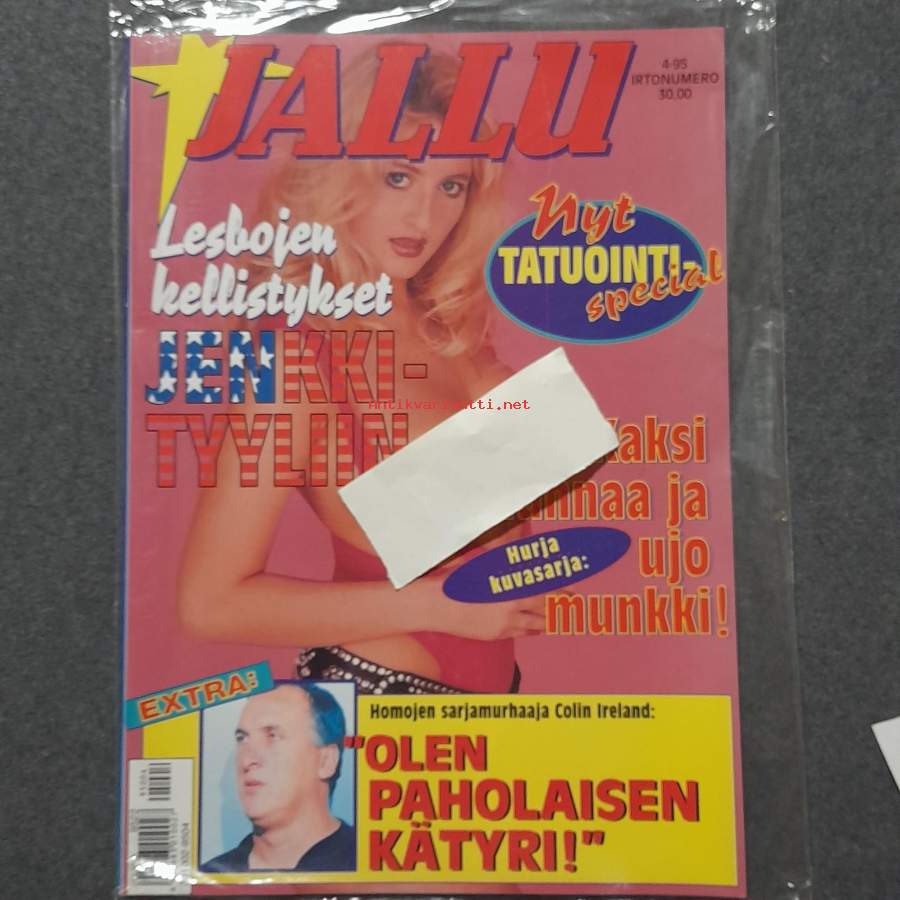 JALLU
4-95
IRTONUMERO
30,00
Lesbojen
kellistykset
JENKKI-
TYYLIIN
Nyt
TATUOINTI-
special
Antikvariaatti.net
Kaksi
ja
ujo
munkki!
Hurja
kuvasarja:
EXTRA:
Homojen sarjamurhaaja Colin Ireland:
"OLEN
PAHOLAISEN
KÄTYRI!"